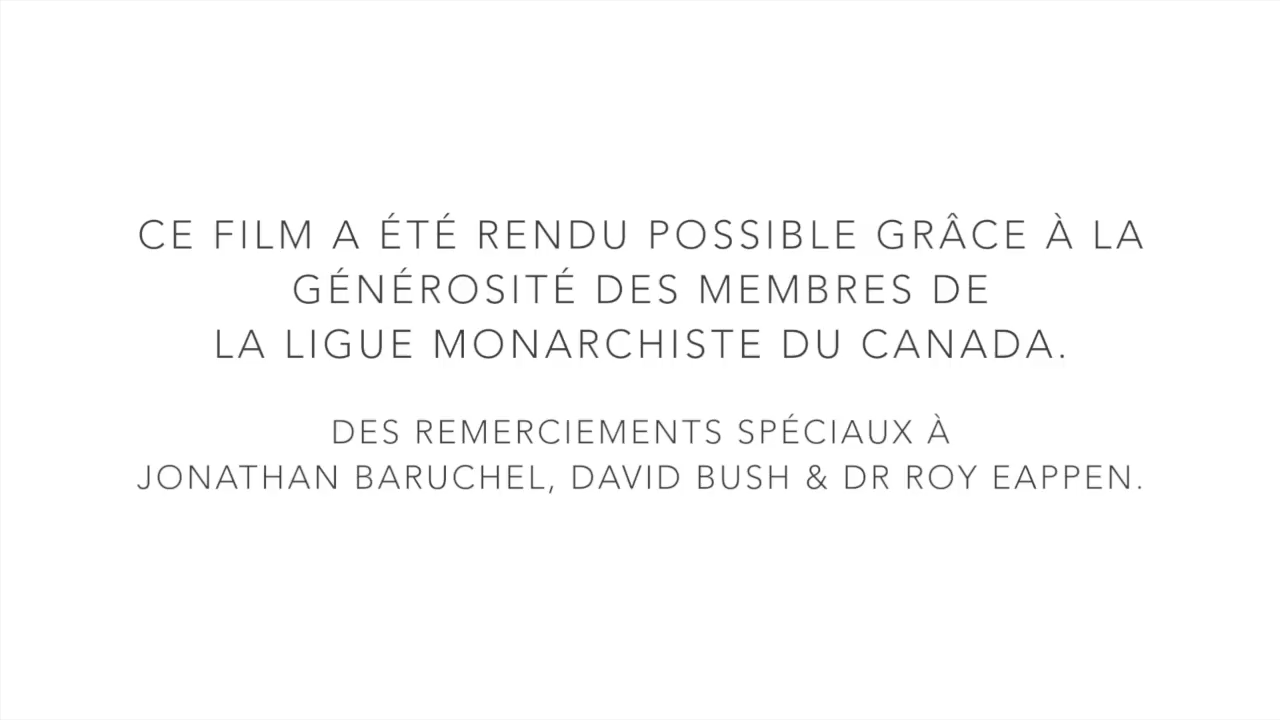 CE FILM A ÉTÉ RENDU POSSIBLE GRÂCE À LA
GÉNÉROSITÉ DES MEMBRES DE
LA LIGUE MONARCHISTE DU CANADA.
DES REMERCIEMENTS SPÉCIAUX À
JONATHAN BARUCHEL, DAVID BUSH & DR ROY EAPPEN.